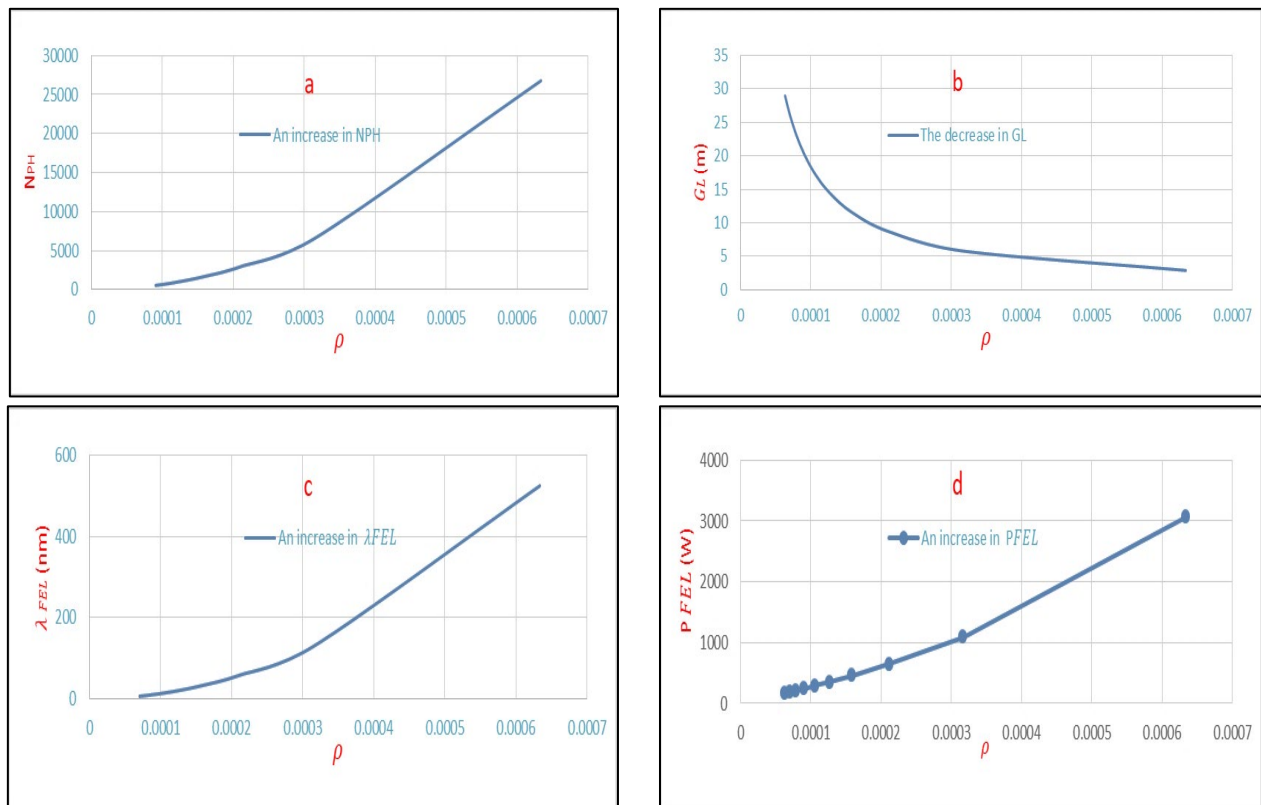 a
An increase in NPH
NPH
30000
25000
20000
15000
10000
5000
0
0 0.0001 0.0002 0.0003 0.0004 0.0005 0.0006 0.0007
ρ
b
The decrease in GL
GL (m)
35
30
25
20
15
10
5
0
0 0.0001 0.0002 0.0003 0.0004 0.0005 0.0006 0.0007
ρ
c
An increase in λFEL
λ FEL (nm)
600
400
200
0
0 0.0001 0.0002 0.0003 0.0004 0.0005 0.0006 0.0007
ρ
d
An increase in PFEL
P FEL (W)
4000
3000
2000
1000
0
0 0.0001 0.0002 0.0003 0.0004 0.0005 0.0006 0.0007
ρ